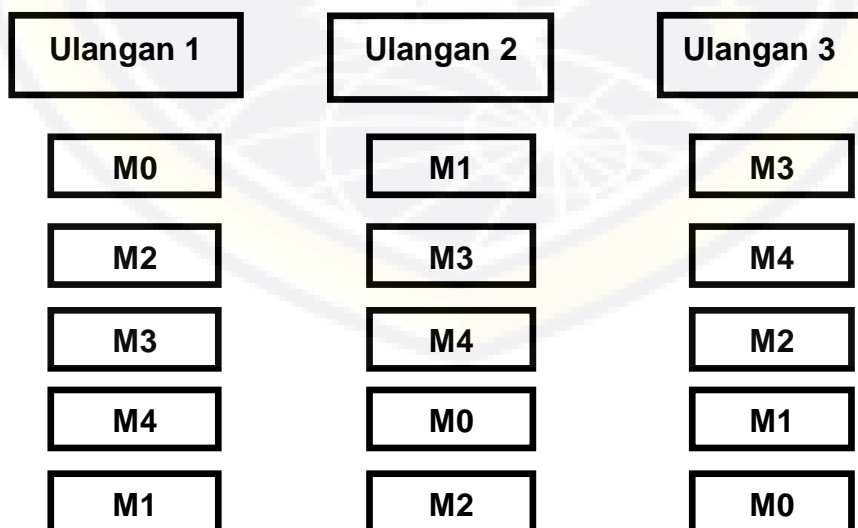 Ulangan 1 Ulangan 2 Ulangan 3
M0 M1 M3
M2 M3 M4
M3 M4 M2
M4 M0 M1
M1 M2 M0